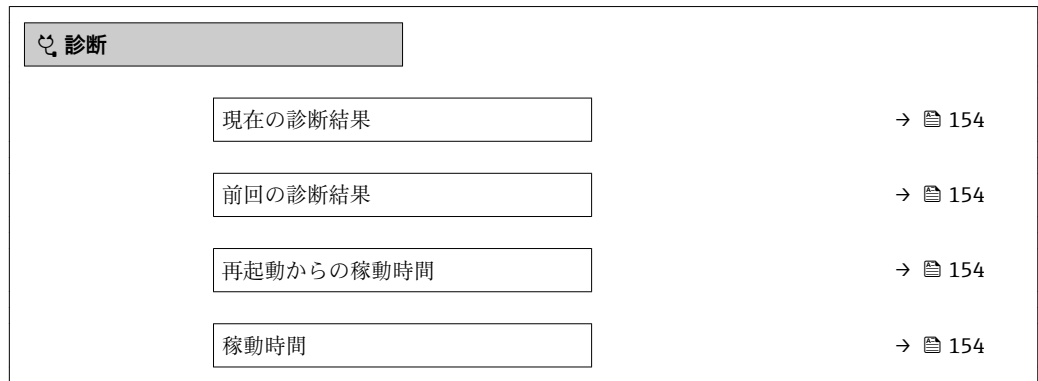 診断
現在の診断結果 → 154
前回の診断結果 → 154
再起動からの稼動時間 → 154
稼動時間 → 154